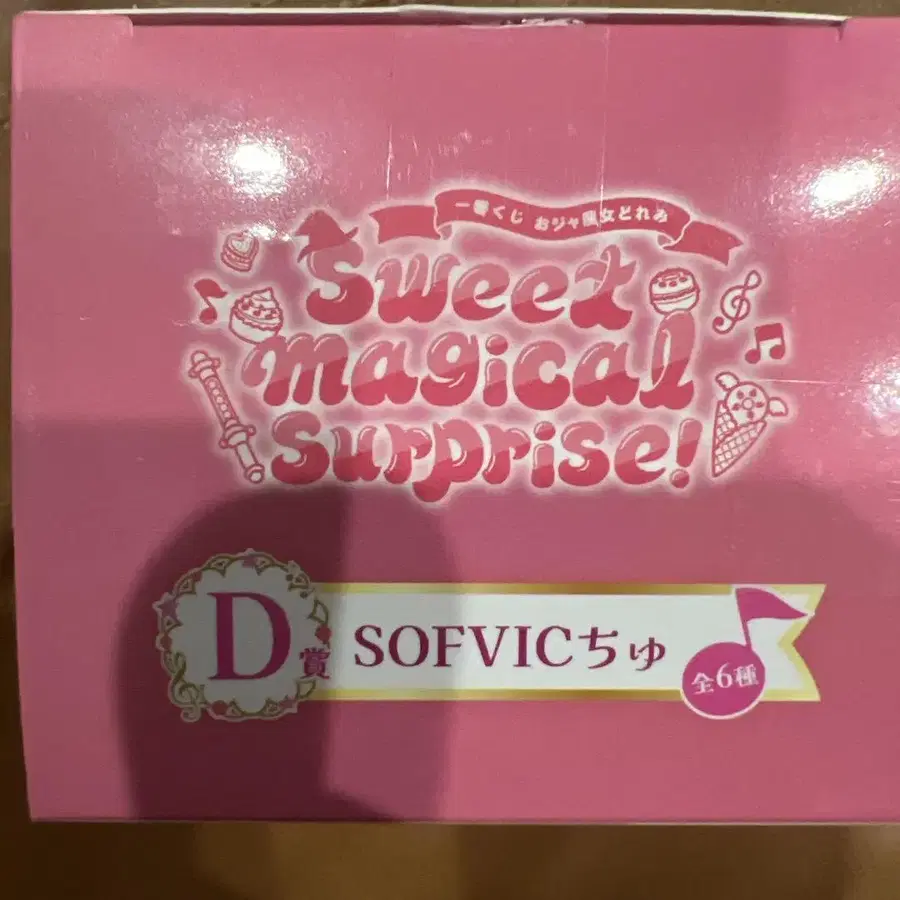 一番くじ おジャ魔女どれみ
Sweet
magical
Surprise!
D賞 SOFVICちゅ
全6種